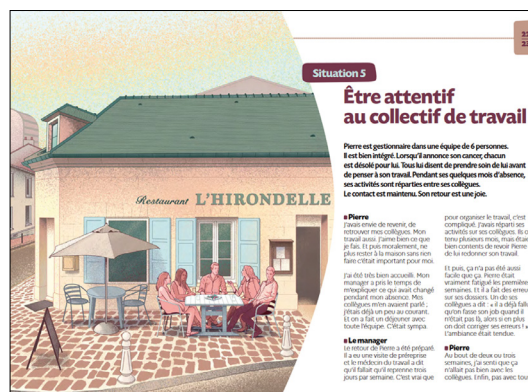 Situation 5
Être attentif
au collectif de travail
Pierre est gestionnaire dans une équipe de 6 personnes.
Il est bien intégré. Lorsqu'il annonce son cancer, chacun
est désolé pour lui. Tous lui disent de prendre soin de lui avant
de penser à son travail. Pendant ses quelques mois d'absence,
ses activités sont réparties entre ses collègues.
Le contact est maintenu. Son retour est une joie.
Restaurant L'HIRONDELLE
Pierre
J'avais envie de revenir, de
retrouver mes collègues. Mon
travail aussi. J'aime bien ce que
je fais. Et puis moralement, ne
plus rester à la maison sans rien
faire c'était important pour moi.
J'ai été très bien accueilli. Mon
manager a pris le temps de
m'expliquer ce qui avait changé
pendant mon absence. Mes
collègues m'en avaient parlé ;
j'étais déjà un peu au courant.
Et on a fait un déjeuner avec
toute l'équipe. C'était sympa.
Le manager
Le retour de Pierre a été préparé.
Il a eu une visite de préreprise
et le médecin du travail a dit
qu'il fallait qu'il reprenne trois
jours par semaine. C'est vrai que
pour organiser le travail, c'est
compliqué. J'avais réparti ses
activités sur ses collègues. Ils o
tenu plusieurs mois, mais étaie
bien contents de revoir Pierre
de lui redonner son travail.
Et puis, ça n'a pas été aussi
facile que ça. Pierre était
vraiment fatigué les première
semaines. Et il a fait des erreu
sur ses dossiers. Un de ses
collègues a dit : « il a déjà fallu
qu'on fasse son job quand il
n'était pas là, alors si en plus
on doit corriger ses erreurs ! »
L'ambiance était tendue.
Pierre
Au bout de deux ou trois
semaines, j'ai senti que ça
n'allait pas bien avec les
collègues. Enfin, pas avec tou